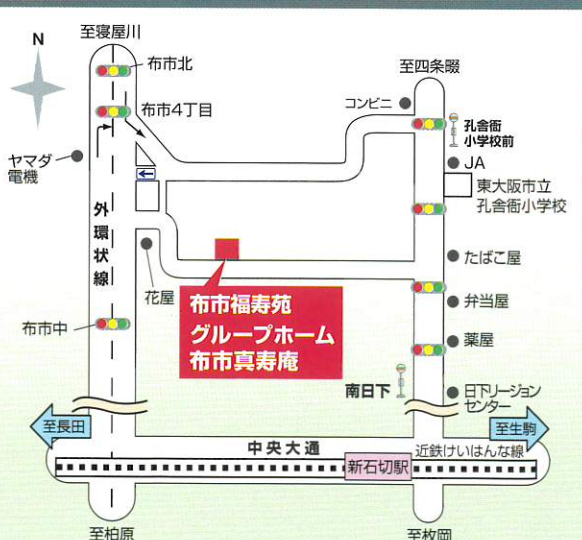 至寝屋川
N
布市北
至四条畷
布市4丁目
コンビニ
孔舎衙
小学校前
ヤマダ
電機
JA
東大阪市立
孔舎衙小学校
外環状線
花屋
たばこ屋
布市福寿苑
グループホーム
布市真寿庵
弁当屋
布市中
薬屋
南日下
日下リージョン
センター
至長田
至生駒
中央大通
近鉄けいはんな線
新石切駅
至柏原
至枚岡